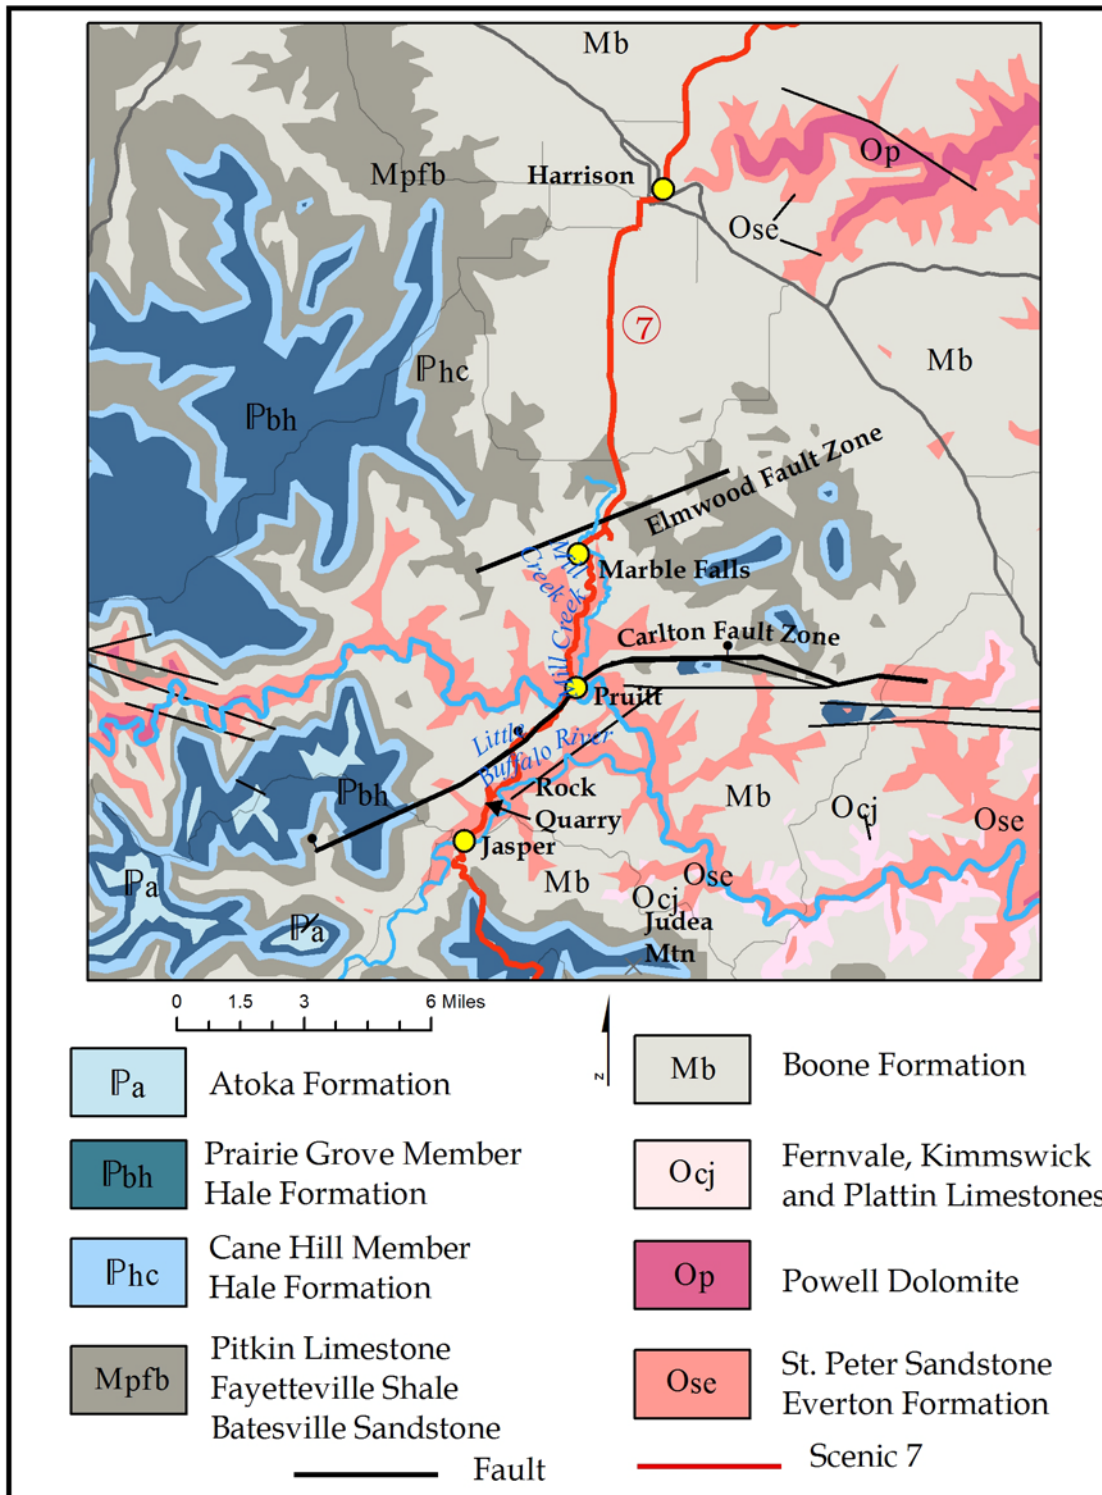 Mb
Op
Mpfb
Harrison
Ose
7
ℙhc
Mb
ℙbh
Elmwood Fault Zone
Mill
Creek
Marble Falls
Mill Creek
Carlton Fault Zone
Pruitt
Little
Buffalo River
Rock
Quarry
ℙbh
Mb
Ocj
Ose
Jasper
ℙa
Mb
Ose
Ocj
Judea
Mtn
ℙa
0 1.5 3 6 Miles
N
ℙa Atoka Formation
ℙbh Prairie Grove Member
Hale Formation
ℙhc Cane Hill Member
Hale Formation
Mpfb Pitkin Limestone
Fayetteville Shale
Batesville Sandstone
Mb Boone Formation
Ocj Fernvale, Kimmswick
and Plattin Limestones
Op Powell Dolomite
Ose St. Peter Sandstone
Everton Formation
Fault
Scenic 7